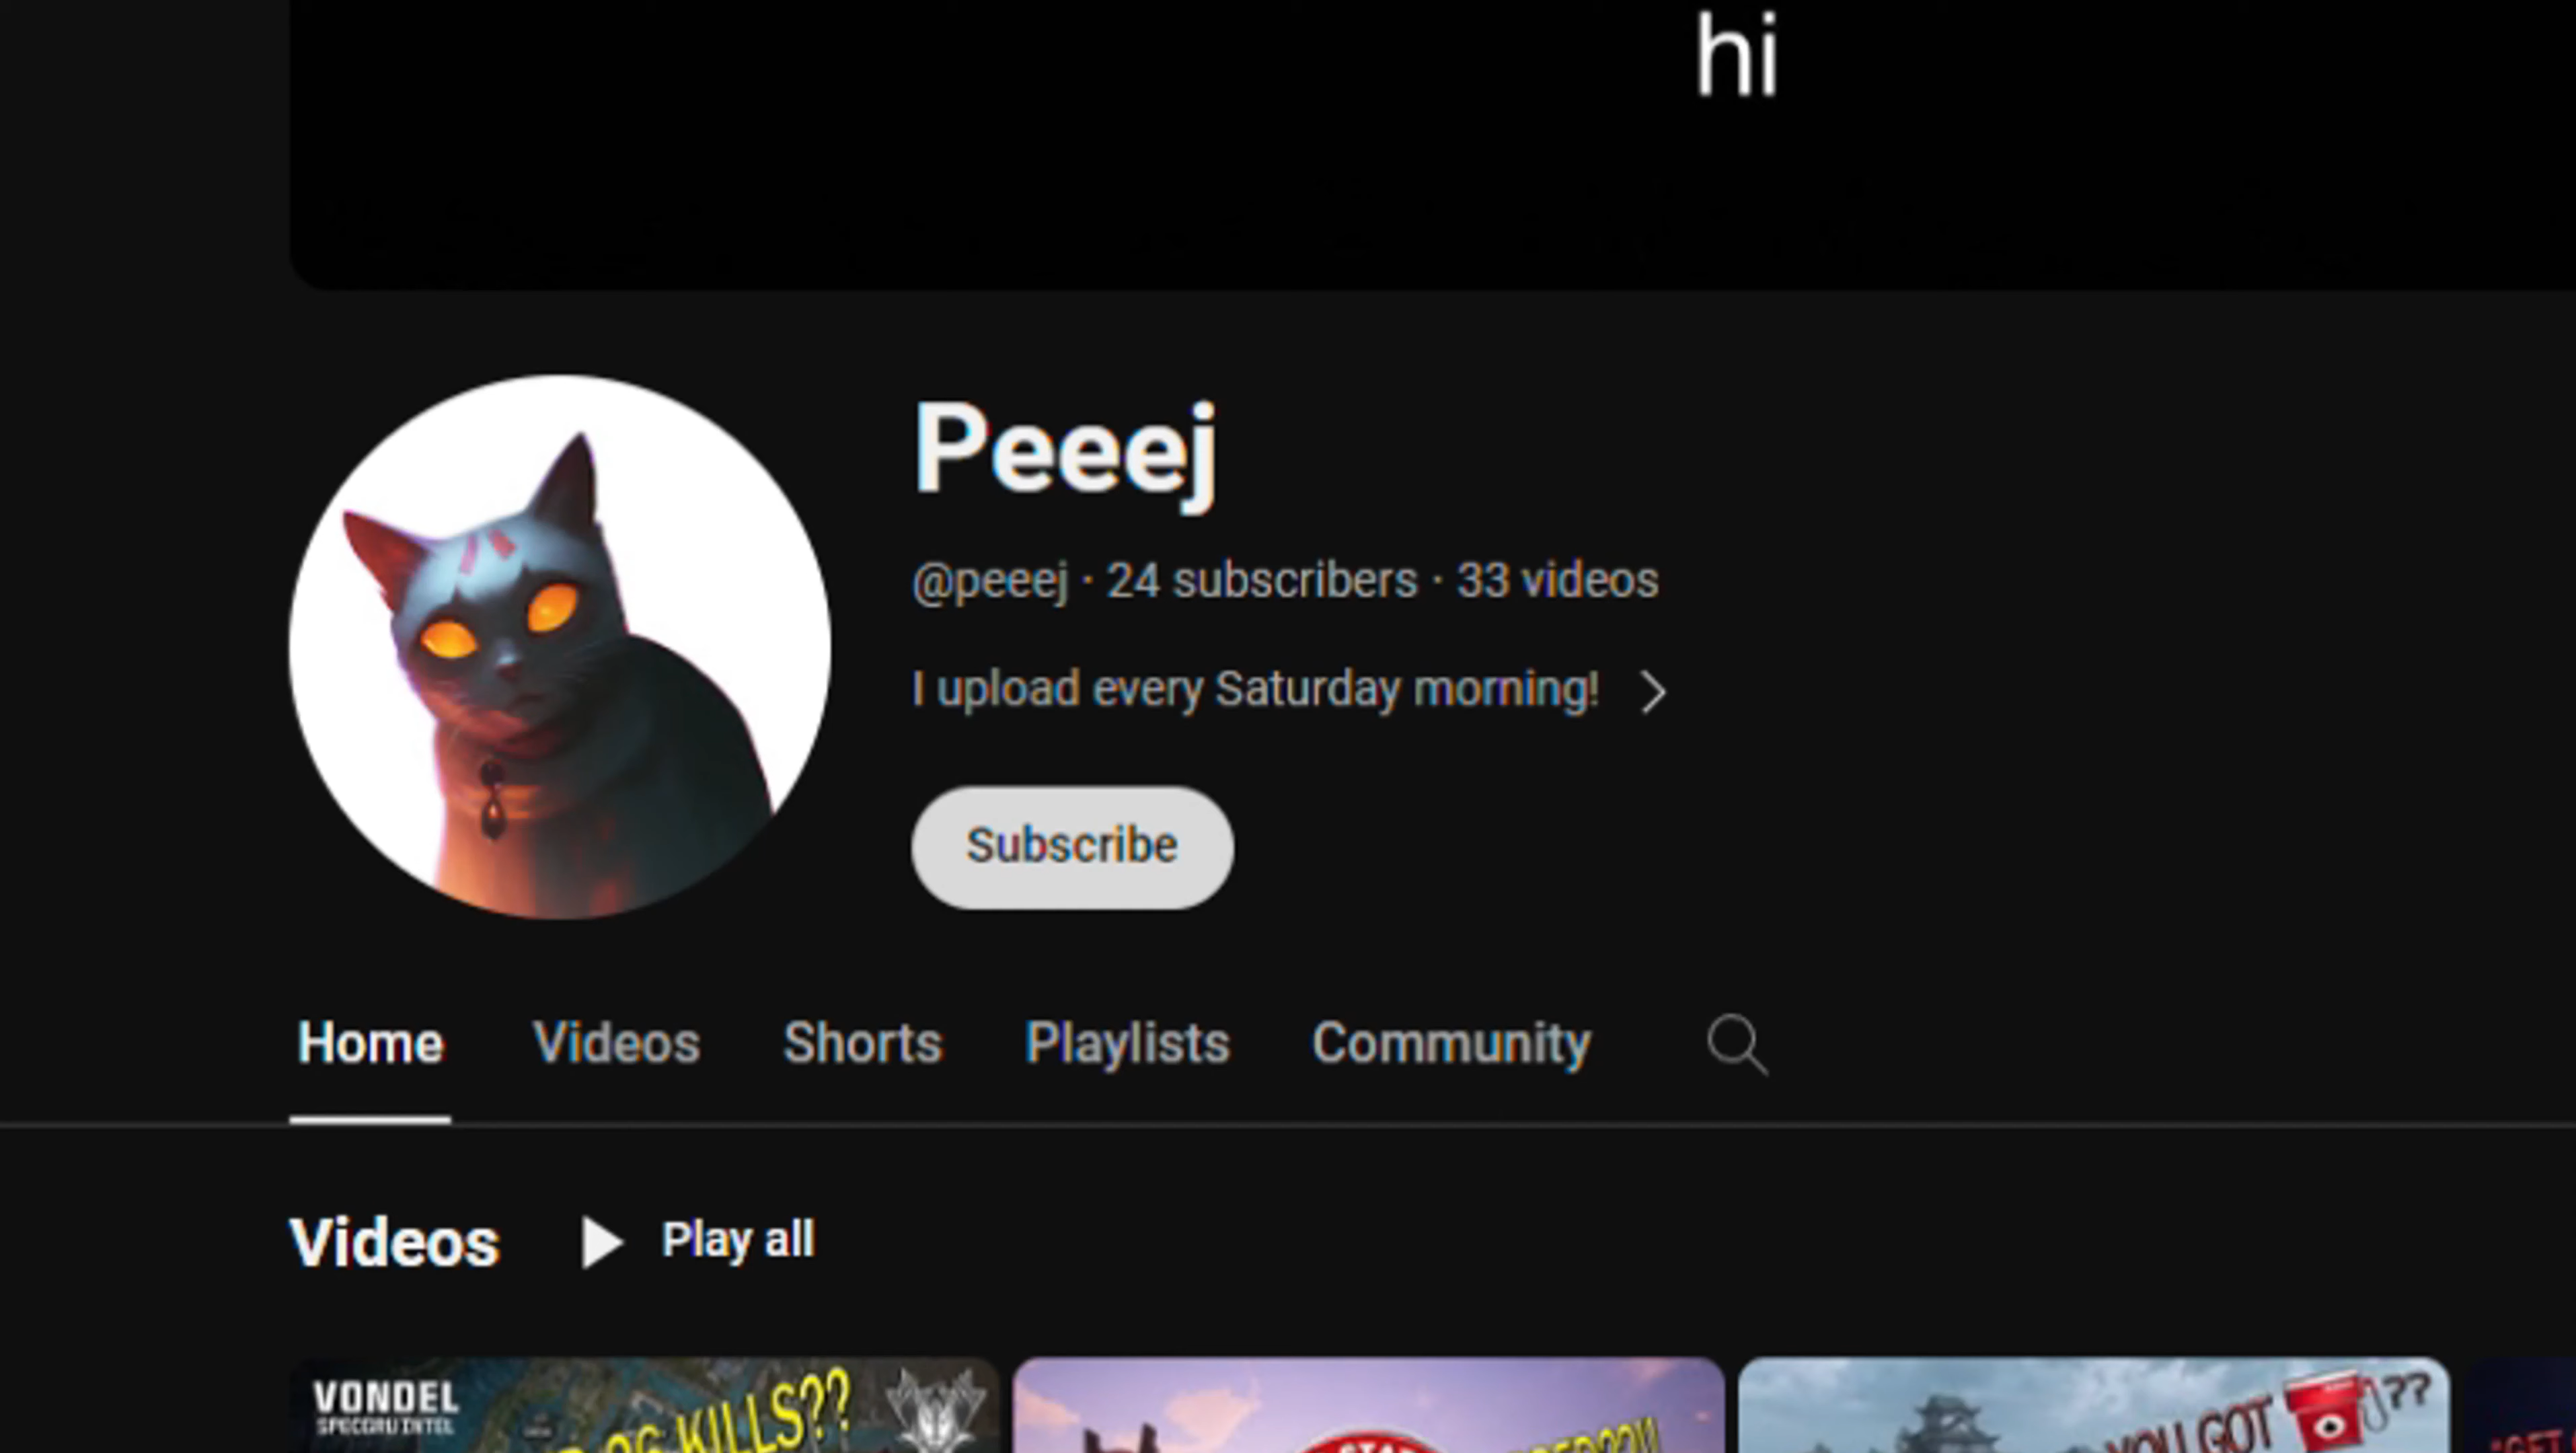 hi
Peeej
@peeej · 24 subscribers · 33 videos
I upload every Saturday morning!
Subscribe
Home Videos Shorts Playlists Community
Videos Play all
VONDEL
KILLS??
YOU GOT ??